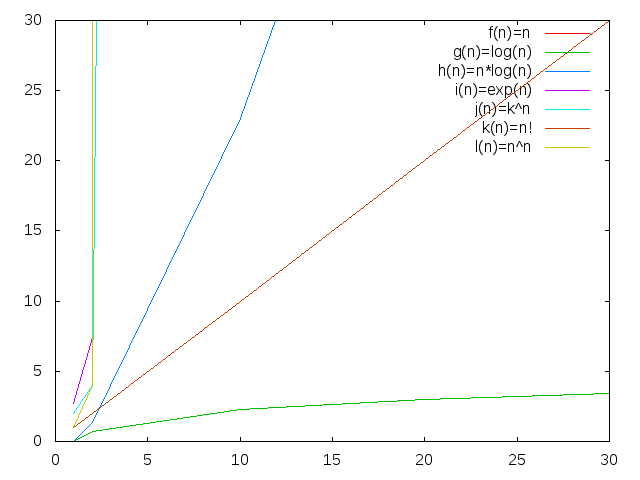 30
25
20
15
10
5
0
0 5 10 15 20 25 30
f(n)=n
g(n)=log(n)
h(n)=n*log(n)
i(n)=exp(n)
j(n)=k^n
k(n)=n!
l(n)=n^n